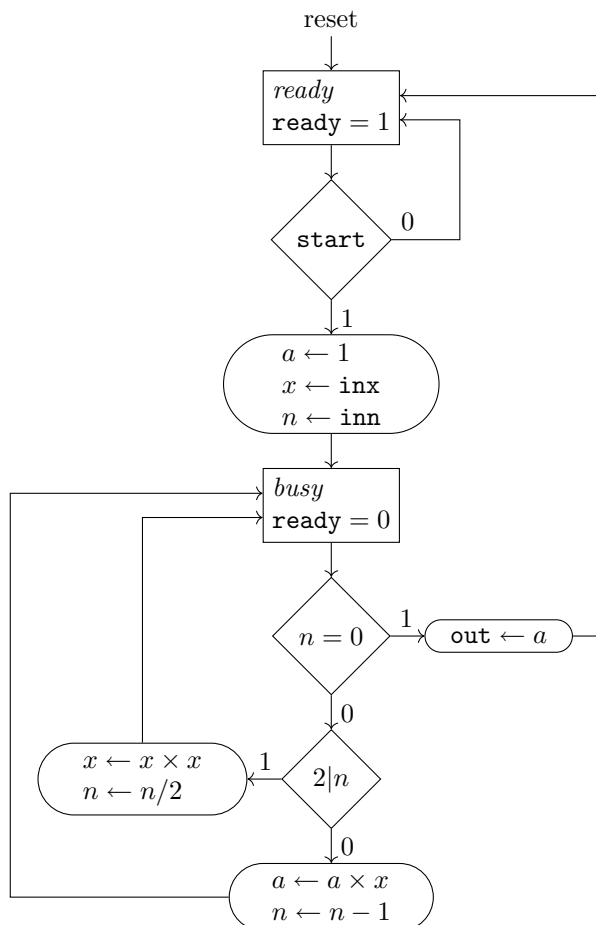 reset
ready
ready = 1
start
0
1
a ← 1
x ← inx
n ← inn
busy
ready = 0
n = 0
1
out ← a
0
x ← x × x
n ← n/2
1
2|n
0
a ← a × x
n ← n − 1